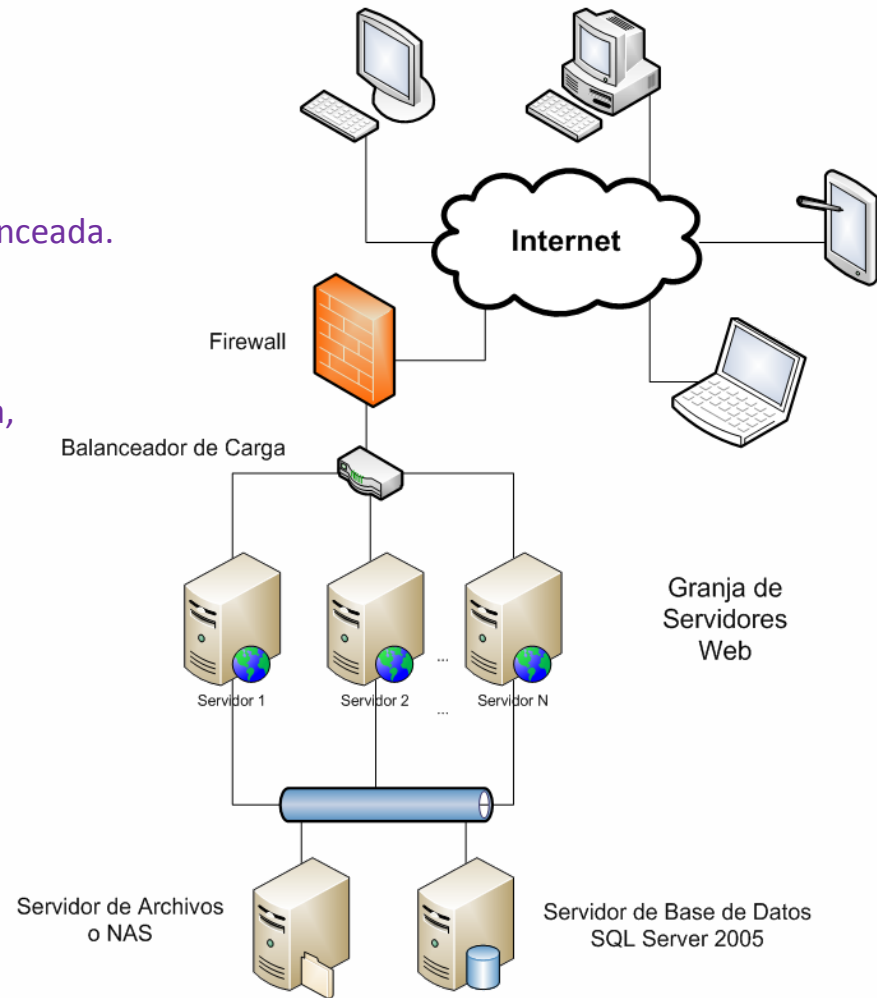 Internet
nceada.
Firewall
,
Balanceador de Carga
Granja de
Servidores
Web
...
Servidor 1
Servidor 2
Servidor N
...
Servidor de Archivos
o NAS
Servidor de Base de Datos
SQL Server 2005